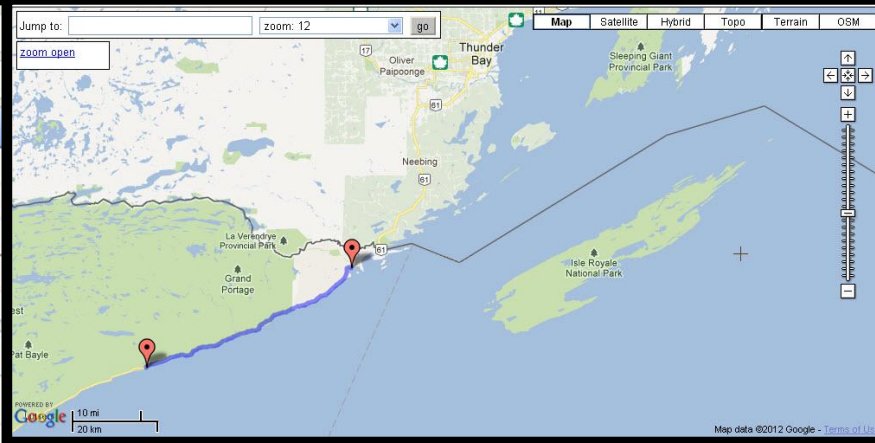 Jump to:
zoom: 12
go
Map
Satellite
Hybrid
Topo
Terrain
OSM
zoom open
11
17
Oliver
Paipoonge
Thunder
Bay
Sleeping Giant
Provincial Park
61
Neebing
61
La Verendrye
Provincial Park
61
Grand
Portage
Isle Royale
National Park
Pat Bayle
POWERED BY
Google
10 mi
20 km
Map data ©2012 Google - Terms of Us